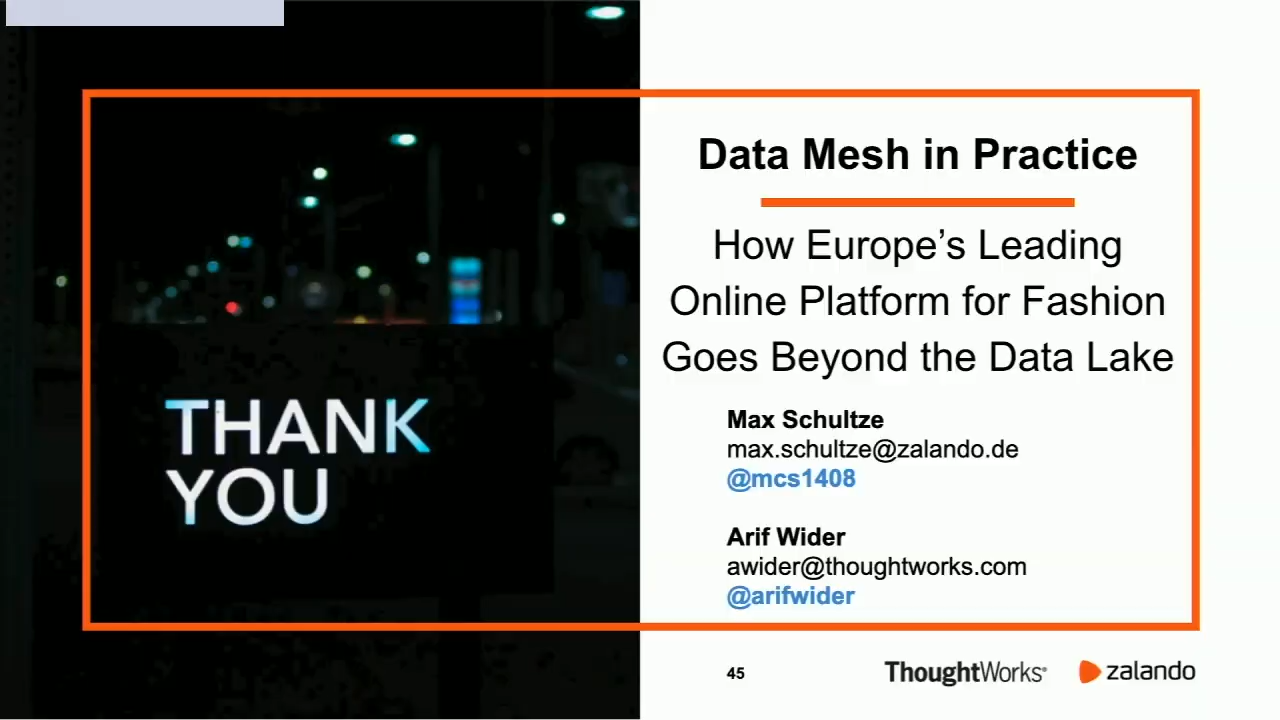 THANK
YOU
Data Mesh in Practice
How Europe’s Leading
Online Platform for Fashion
Goes Beyond the Data Lake
Max Schultze
max.schultze@zalando.de
@mcs1408
Arif Wider
awider@thoughtworks.com
@arifwider
45
ThoughtWorks®
zalando